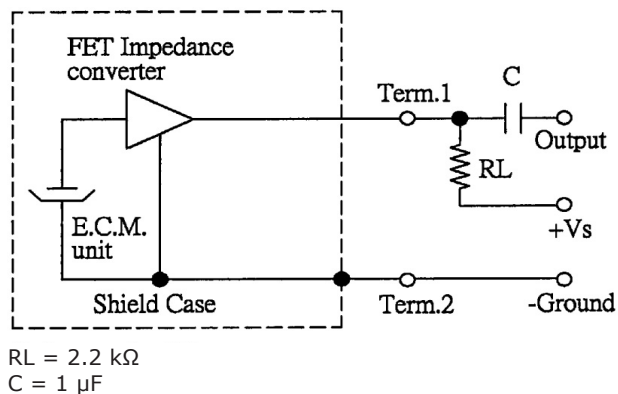 FET Impedance
converter
Term.1
C
Output
RL
+Vs
E.C.M.
unit
Shield Case
Term.2
-Ground
RL = 2.2 kΩ
C = 1 µF